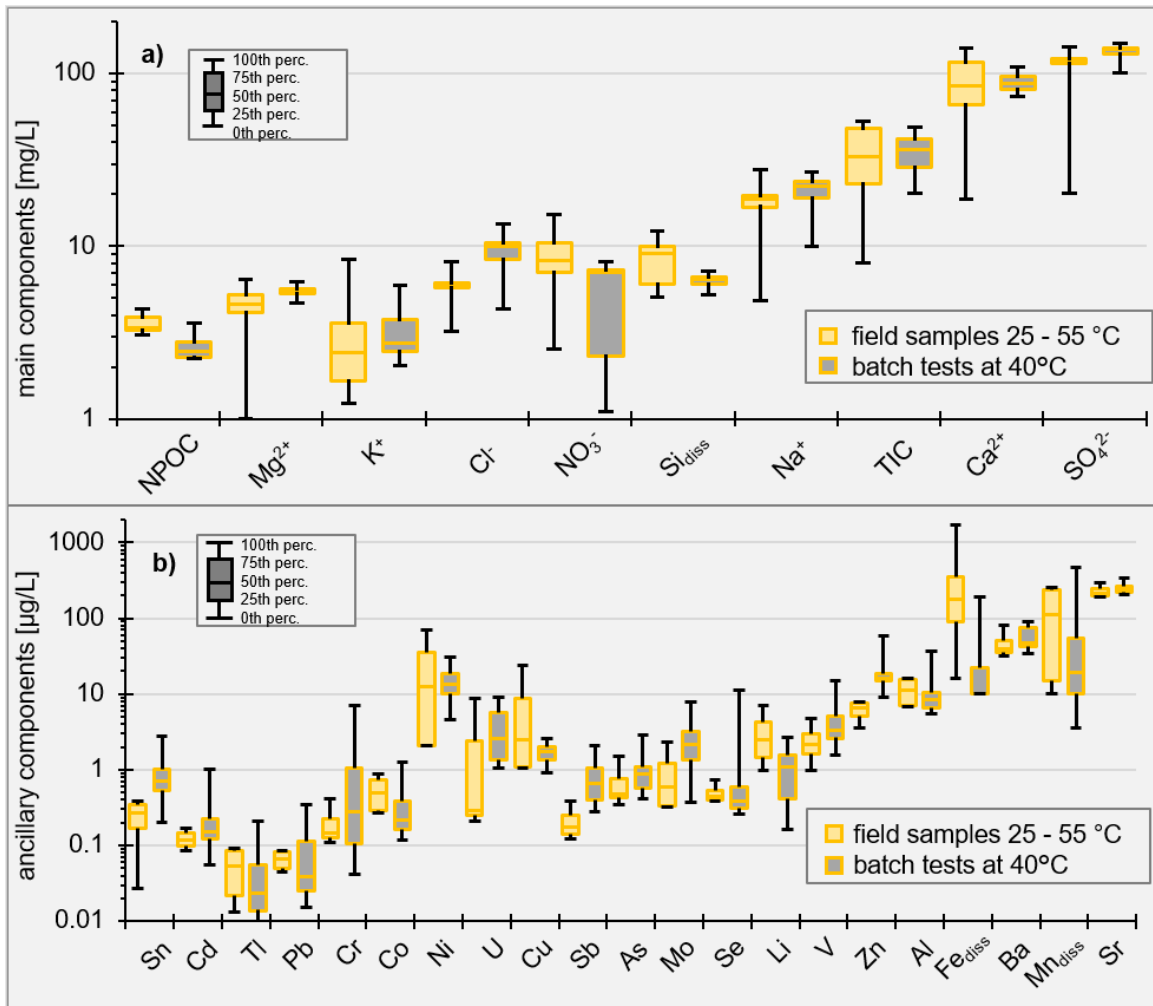 a)
100th perc.
75th perc.
50th perc.
25th perc.
0th perc.
main components [mg/L]
100
10
1
field samples 25 - 55 °C
batch tests at 40°C
NPOC
Mg²⁺
K⁺
Cl⁻
NO₃⁻
Si_diss
Na⁺
TIC
Ca²⁺
SO₄²⁻
b)
100th perc.
75th perc.
50th perc.
25th perc.
0th perc.
ancillary components [µg/L]
1000
100
10
1
0.1
0.01
field samples 25 - 55 °C
batch tests at 40°C
Sn
Cd
Tl
Pb
Cr
Co
Ni
U
Cu
Sb
As
Mo
Se
Li
V
Zn
Al
Fe_diss
Ba
Mn_diss
Sr